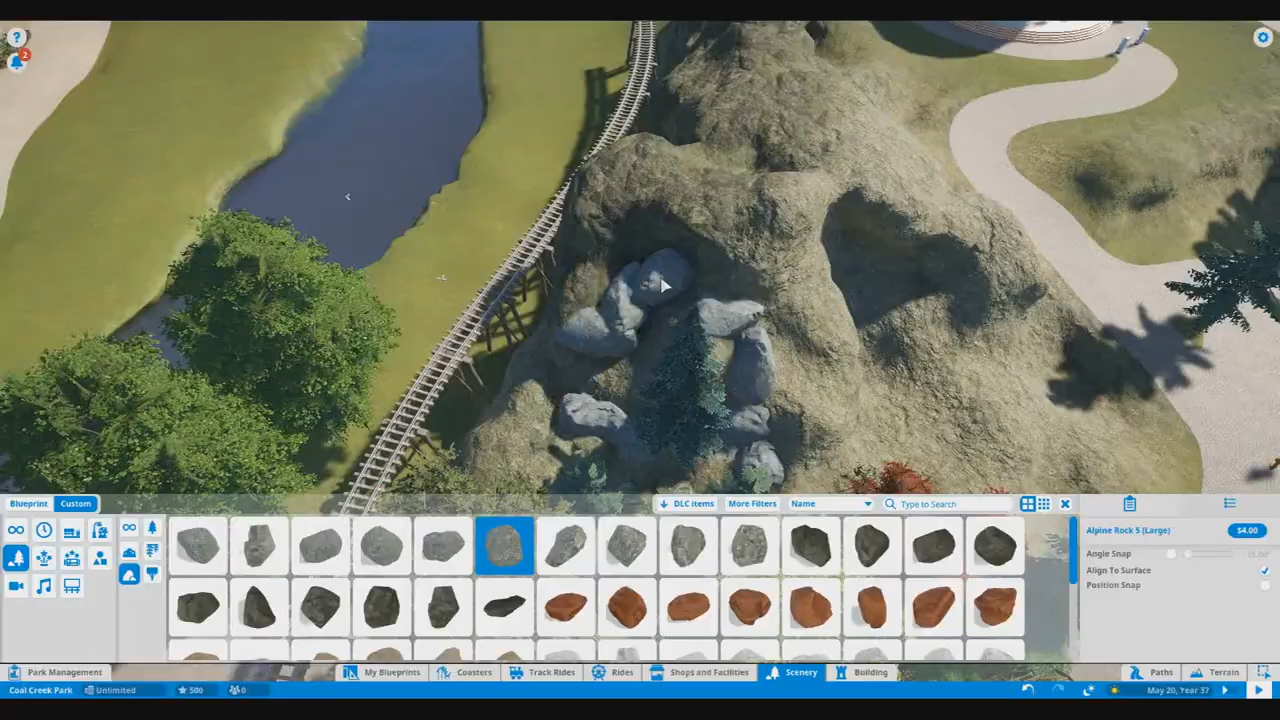 ?
2
Blueprint
Custom
DLC Items
More Filters
Name
Type to Search
Alpine Rock 5 (Large)
$4.00
Angle Snap
Align To Surface
Position Snap
Park Management
My Blueprints
Coasters
Track Rides
Rides
Shops and Facilities
Scenery
Building
Paths
Terrain
Coal Creek Park
Unlimited
500
0
May 20, Year 37